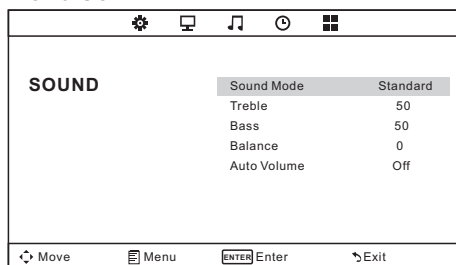 SOUND
Sound Mode Standard
Treble 50
Bass 50
Balance 0
Auto Volume Off
Move Menu ENTER Enter Exit